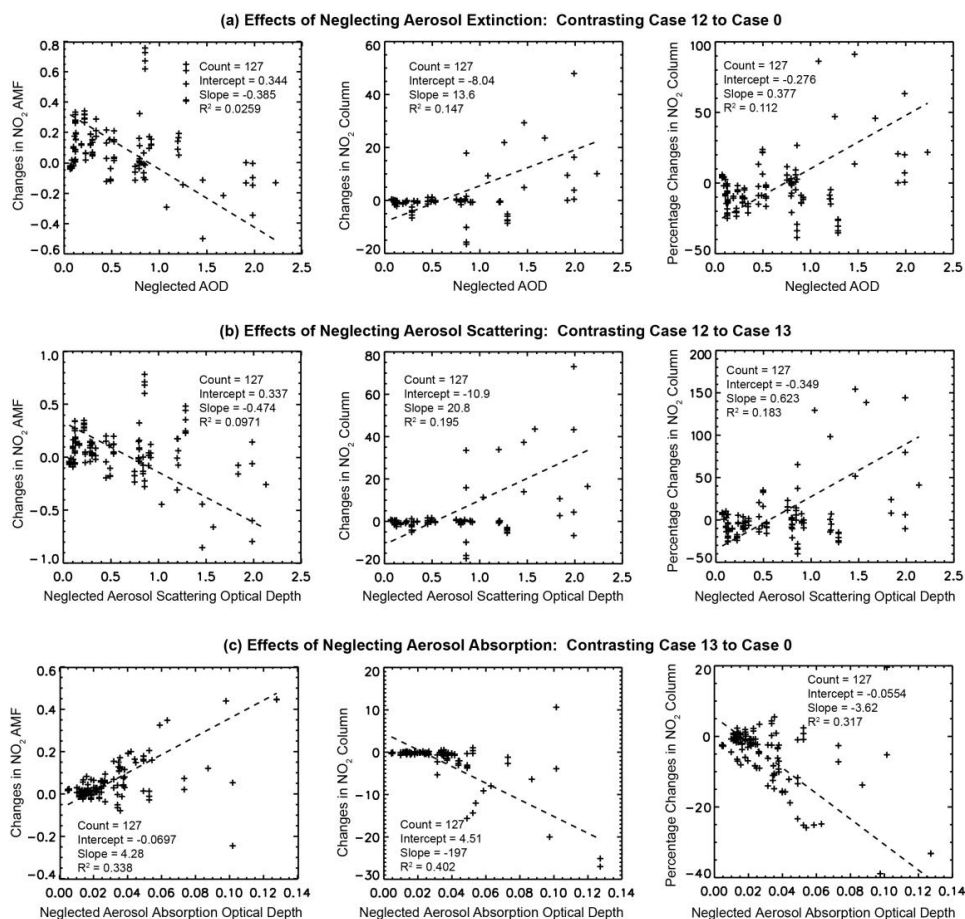 (a) Effects of Neglecting Aerosol Extinction: Contrasting Case 12 to Case 0
Changes in NO₂ AMF
0.8
0.6
0.4
0.2
0.0
−0.2
−0.4
−0.6
Count = 127
Intercept = 0.344
Slope = -0.385
R² = 0.0259
0.0 0.5 1.0 1.5 2.0 2.5
Neglected AOD
Changes in NO₂ Column
60
40
20
0
−20
Count = 127
Intercept = -8.04
Slope = 13.6
R² = 0.147
0.0 0.5 1.0 1.5 2.0 2.5
Neglected AOD
Percentage Changes in NO₂ Column
100
50
0
−50
Count = 127
Intercept = -0.276
Slope = 0.377
R² = 0.112
0.0 0.5 1.0 1.5 2.0 2.5
Neglected AOD
(b) Effects of Neglecting Aerosol Scattering: Contrasting Case 12 to Case 13
Changes in NO₂ AMF
1.0
0.5
0.0
−0.5
−1.0
Count = 127
Intercept = 0.337
Slope = -0.474
R² = 0.0971
0.0 0.5 1.0 1.5 2.0 2.5
Neglected Aerosol Scattering Optical Depth
Changes in NO₂ Column
80
60
40
20
0
−20
Count = 127
Intercept = -10.9
Slope = 20.8
R² = 0.195
0.0 0.5 1.0 1.5 2.0 2.5
Neglected Aerosol Scattering Optical Depth
Percentage Changes in NO₂ Column
200
150
100
50
0
−50
Count = 127
Intercept = -0.349
Slope = 0.623
R² = 0.183
0.0 0.5 1.0 1.5 2.0 2.5
Neglected Aerosol Scattering Optical Depth
(c) Effects of Neglecting Aerosol Absorption: Contrasting Case 13 to Case 0
Changes in NO₂ AMF
0.6
0.4
0.2
0.0
−0.2
−0.4
Count = 127
Intercept = -0.0697
Slope = 4.28
R² = 0.338
0.00 0.02 0.04 0.06 0.08 0.10 0.12 0.14
Neglected Aerosol Absorption Optical Depth
Changes in NO₂ Column
20
10
0
−10
−20
−30
Count = 127
Intercept = 4.51
Slope = -197
R² = 0.402
0.00 0.02 0.04 0.06 0.08 0.10 0.12 0.14
Neglected Aerosol Absorption Optical Depth
Percentage Changes in NO₂ Column
20
0
−20
−40
Count = 127
Intercept = -0.0554
Slope = -3.62
R² = 0.317
0.00 0.02 0.04 0.06 0.08 0.10 0.12 0.14
Neglected Aerosol Absorption Optical Depth